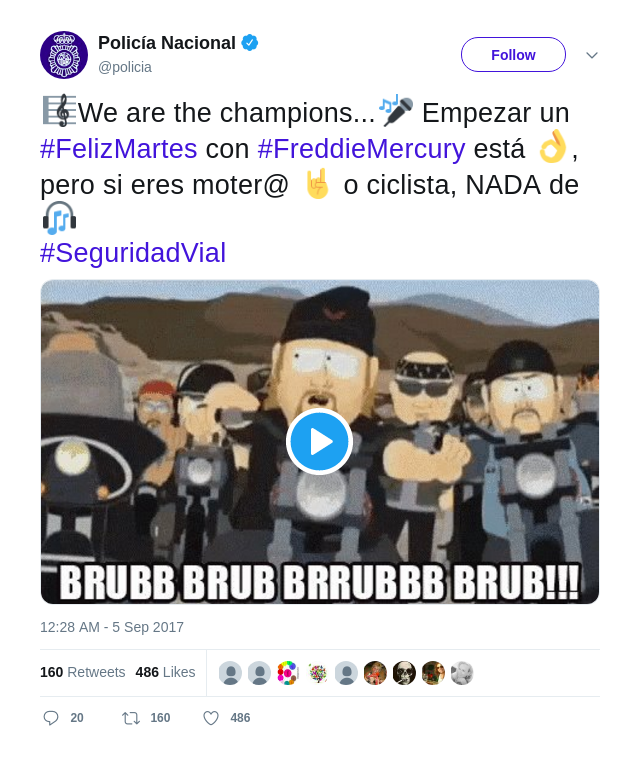 Policía Nacional
@policia
Follow
We are the champions... Empezar un
#FelizMartes con #FreddieMercury está 👌,
pero si eres moter@ 🤘 o ciclista, NADA de
🎧
#SeguridadVial
BRUBB BRUB BRRUBBB BRUB!!!
12:28 AM - 5 Sep 2017
160 Retweets 486 Likes
20 160 486